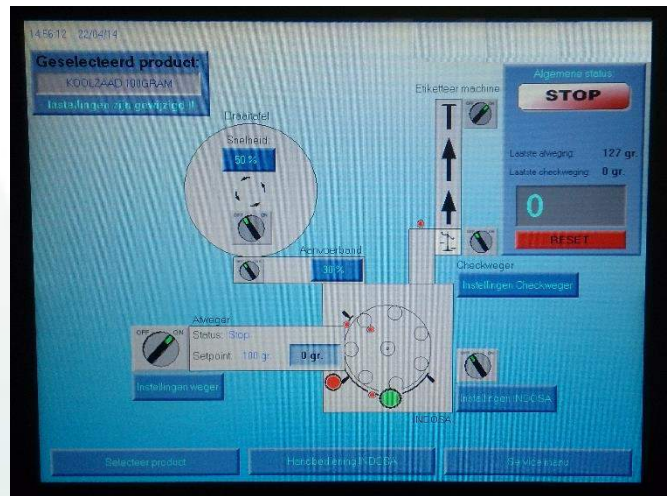 14:56:12 22/04/14
Geselecteerd product:
KOOLZAAD 100GRAM
Instellingen zijn gewijzigd!!
Draaitafel
Snelheid:
50 %
OFF ON
Aanvoerband
30 %
Afweger
OFF ON
Status: Stop
Setpoint: 100 gr.
0 gr.
Instellingen weger
Etiketteer machine
Checkweger
Instellingen Checkweger
Instellingen INDOSA
INDOSA
Algemene status:
STOP
Laatste afweging: 127 gr.
Laatste checkweging: 0 gr.
0
RESET
Selecteer product
Handbediening INDOSA
Service menu